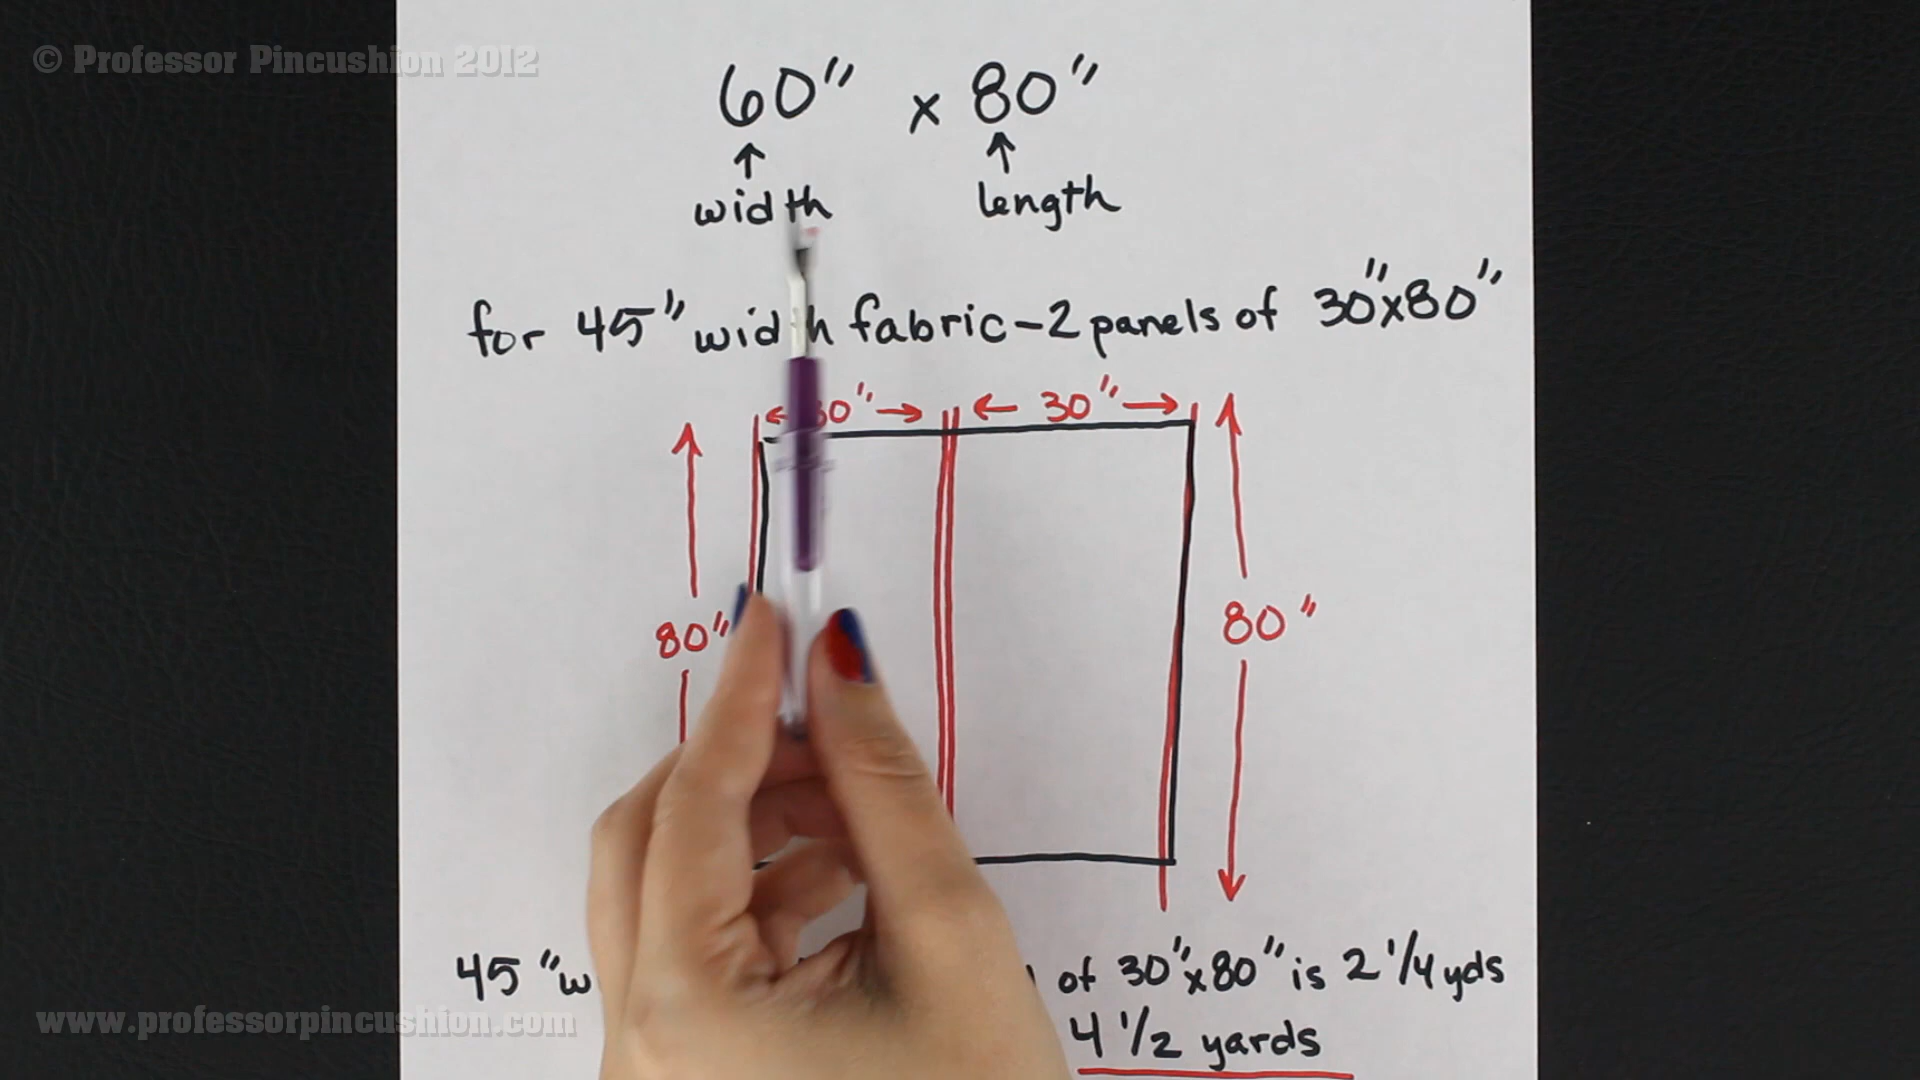 © Professor Pincushion 2012
60" x 80"
↑ ↑
width length
for 45" width fabric - 2 panels of 30"x80"
← 30" → ← 30" →
80" 80"
45" w of 30"x80" is 2 1/4 yds
www.professorpincushion.com
4 1/2 yards